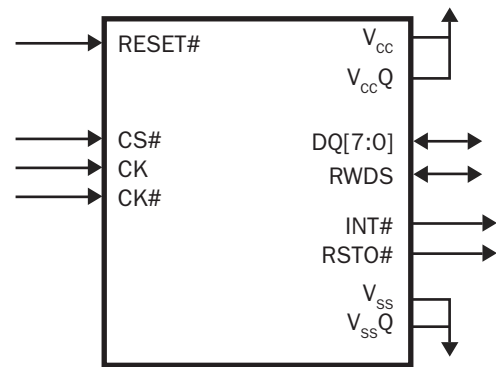 RESET#
CS#
CK
CK#
VCC
VCCQ
DQ[7:0]
RWDS
INT#
RSTO#
VSS
VSSQ